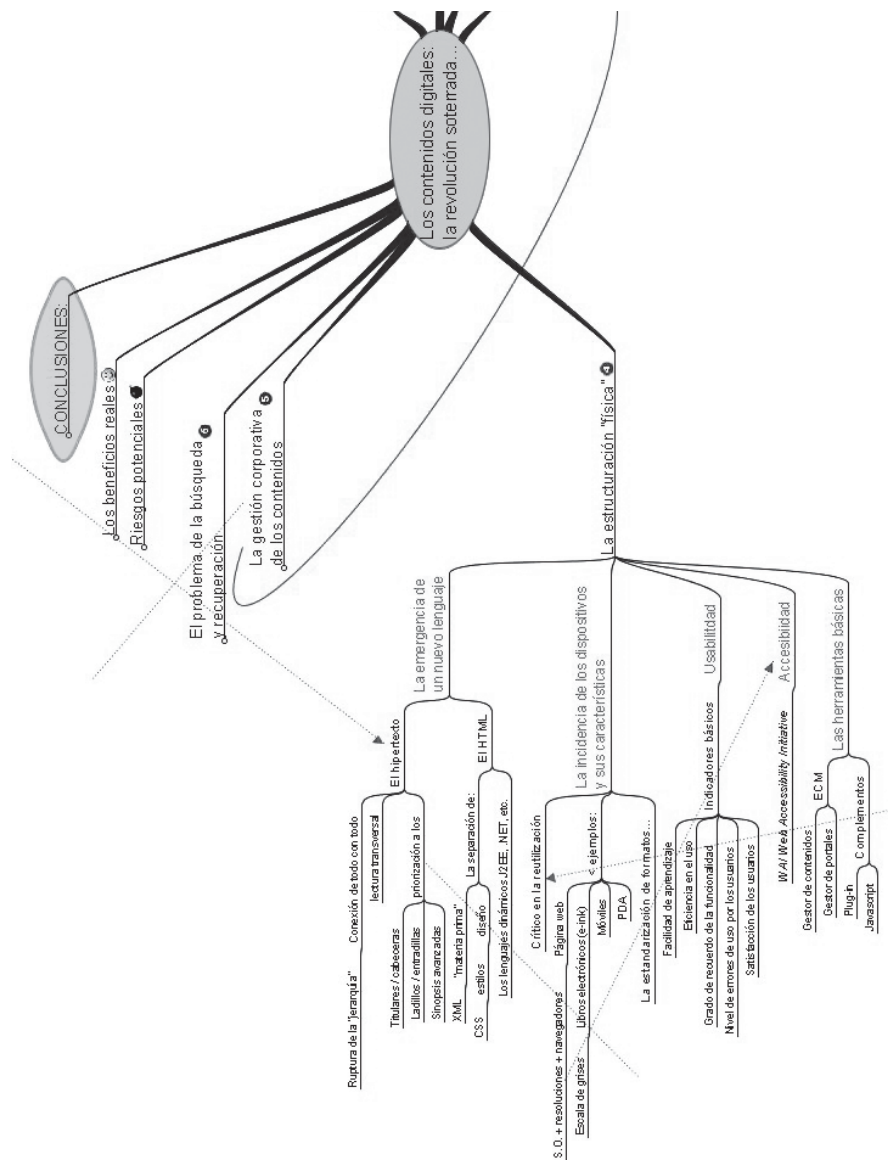 Los contenidos digitales:
la revolución soterrada...
CONCLUSIONES:
Los beneficios reales
Riesgos potenciales
6
El problema de la búsqueda
y recuperación
5
La gestión corporativa
de los contenidos
4
La estructuración "física"
La emergencia de
un nuevo lenguaje
El hipertexto
Conexión de todo con todo
Ruptura de la "jerarquía"
lectura transversal
priorización a los
Titulares / cabeceras
Ladillos / entradillas
Sinopsis avanzadas
El HTML
La separación de:
"materia prima"
XML
diseño
estilos
CSS
Los lenguajes dinámicos J2EE, .NET, etc.
La incidencia de los dispositivos
y sus características
Crítico en la reutilización
< ejemplos:
Página web
S.O. + resoluciones + navegadores
Libros electrónicos (e-ink)
Escala de grises
Móviles
PDA
La estandarización de formatos...
Usabilitdad
Indicadores básicos
Facilidad de aprendizaje
Eficiencia en el uso
Grado de recuerdo de la funcionalidad
Nivel de errores de uso por los usuarios
Satisfacción de los usuarios
Accesibiidad
WAI Web Accessibility Initiative
Las herramientas básicas
ECM
Gestor de contenidos
Gestor de portales
Complementos
Plug-in
Javascript